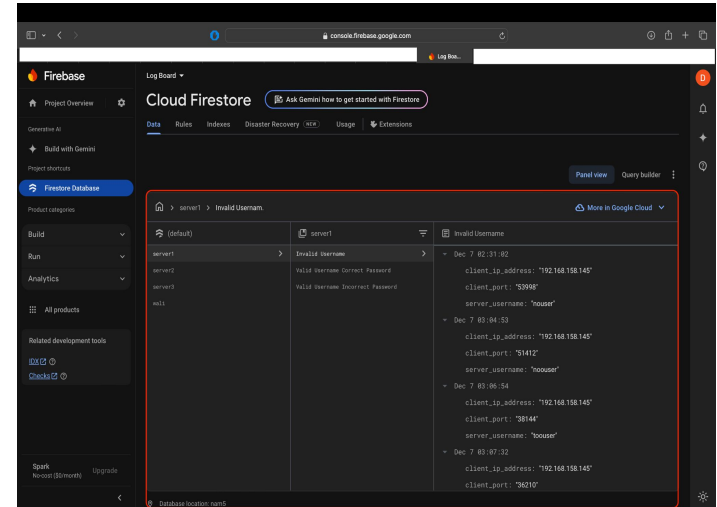 console.firebase.google.com
Log Boa...
Firebase
Project Overview
Generative AI
Build with Gemini
Project shortcuts
Firestore Database
Product categories
Build
Run
Analytics
All products
Related development tools
IDX
Checks
Spark
No-cost ($0/month)
Upgrade
Log Board
D
Cloud Firestore
Ask Gemini how to get started with Firestore
Data Rules Indexes Disaster Recovery NEW Usage Extensions
Panel view Query builder
server1 > Invalid Usernam.
More in Google Cloud
(default)
server1
server2
server3
mali
server1
Invalid Username
Valid Username Correct Password
Valid Username Incorrect Password
Invalid Username
Dec 7 02:31:02
client_ip_address: "192.168.158.145"
client_port: "53998"
server_username: "nouser"
Dec 7 03:04:53
client_ip_address: "192.168.158.145"
client_port: "51412"
server_username: "noouser"
Dec 7 03:06:54
client_ip_address: "192.168.158.145"
client_port: "38144"
server_username: "toouser"
Dec 7 03:07:32
client_ip_address: "192.168.158.145"
client_port: "36210"
Database location: nam5